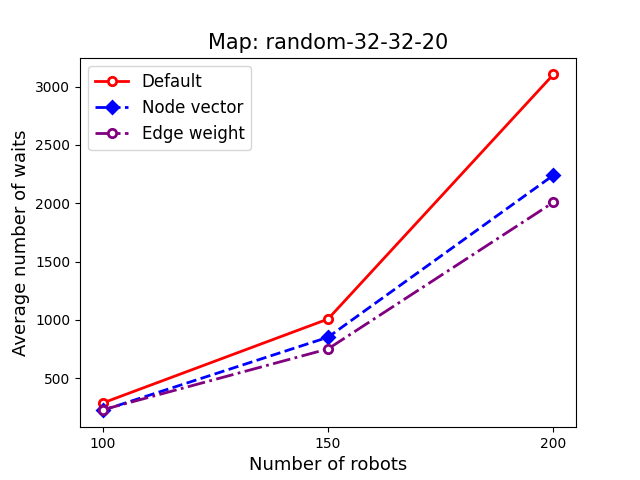 Map: random-32-32-20
Default
Node vector
Edge weight
3000
2500
2000
1500
1000
500
Average number of waits
100
150
200
Number of robots